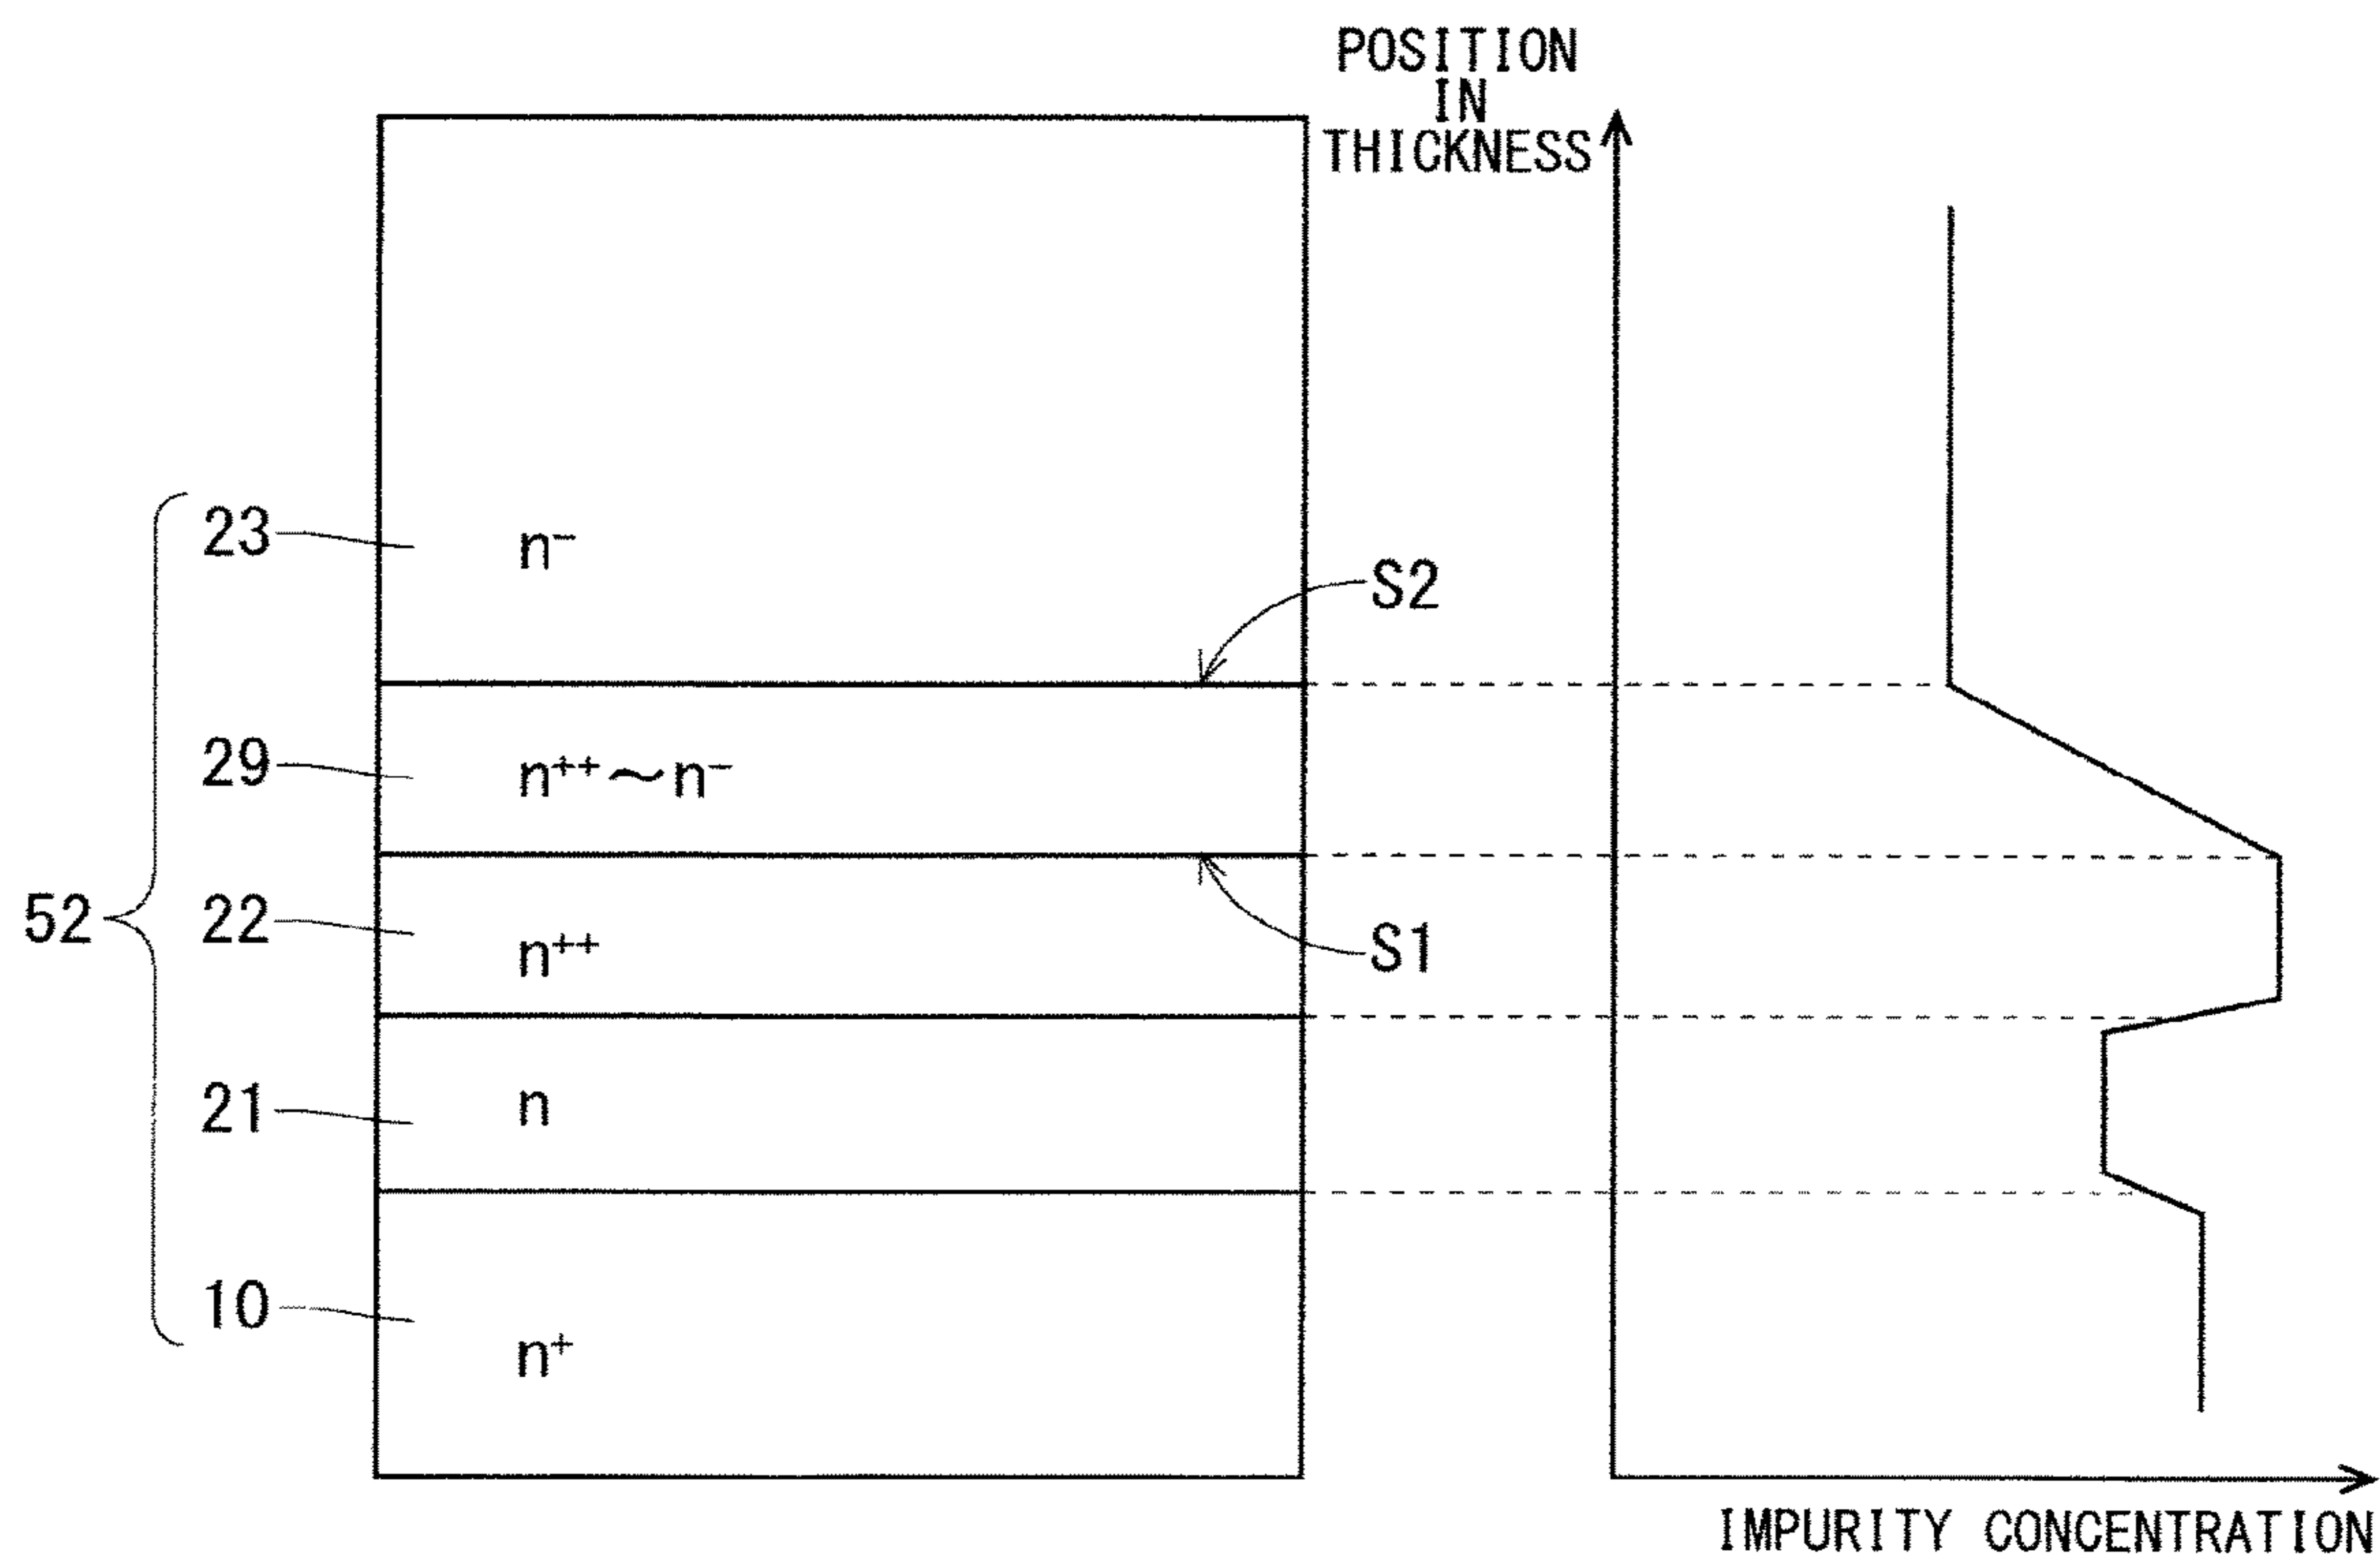 POSITION
IN
THICKNESS
23
n⁻
S2
29
n⁺⁺~n⁻
52
22
n⁺⁺
S1
21
n
10
n⁺
IMPURITY CONCENTRATION